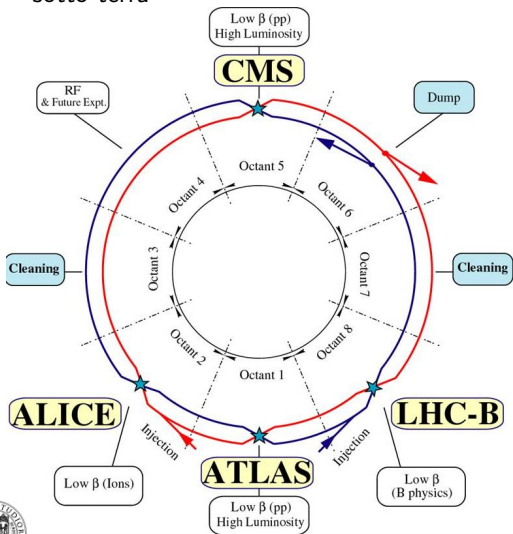 sotto terra
Low β (pp)
High Luminosity
CMS
RF
& Future Expt.
Dump
Octant 5
Octant 4
Octant 6
Octant 3
Cleaning
Cleaning
Octant 7
Octant 2
Octant 8
Octant 1
ALICE
LHC-B
Injection
Injection
ATLAS
Low β (Ions)
Low β
(B physics)
Low β (pp)
High Luminosity